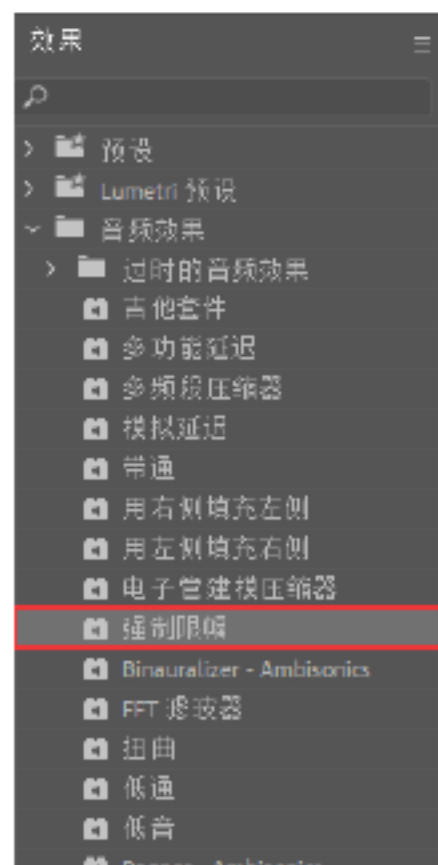 效果
预设
Lumetri 预设
音频效果
过时的音频效果
吉他套件
多功能延迟
多频段压缩器
模拟延迟
带通
用右侧填充左侧
用左侧填充右侧
电子管建模压缩器
强制限幅
Binauralizer - Ambisonics
FFT 滤波器
扭曲
低通
低音